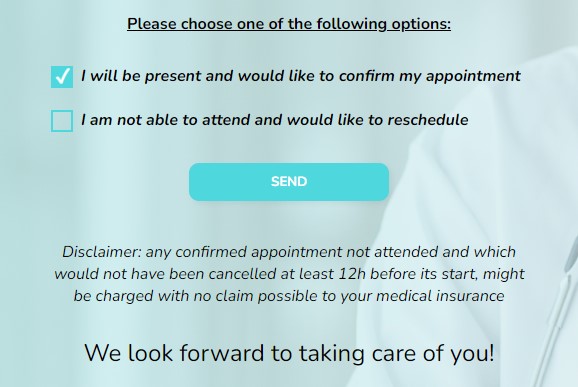 Please choose one of the following options:
I will be present and would like to confirm my appointment
I am not able to attend and would like to reschedule
SEND
Disclaimer: any confirmed appointment not attended and which
would not have been cancelled at least 12h before its start, might
be charged with no claim possible to your medical insurance
We look forward to taking care of you!